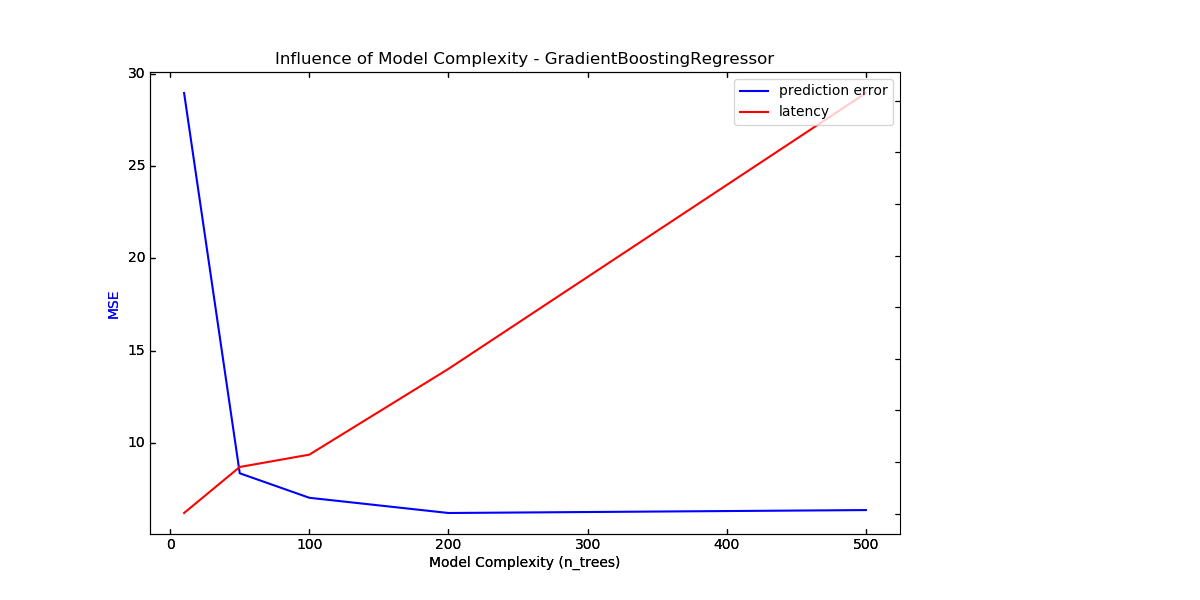 Influence of Model Complexity - GradientBoostingRegressor
30
25
20
15
10
MSE
prediction error
latency
0 100 200 300 400 500
Model Complexity (n_trees)